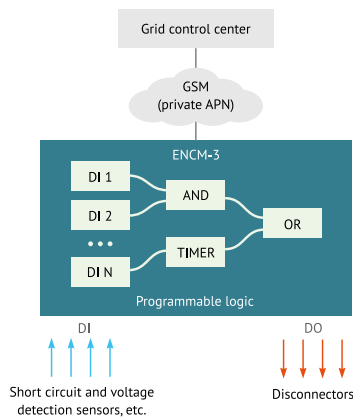 Grid control center
GSM
(private APN)
ENCM-3
DI 1
AND
DI 2
OR
DI N
TIMER
Programmable logic
DI
DO
Short circuit and voltage
detection sensors, etc.
Disconnectors